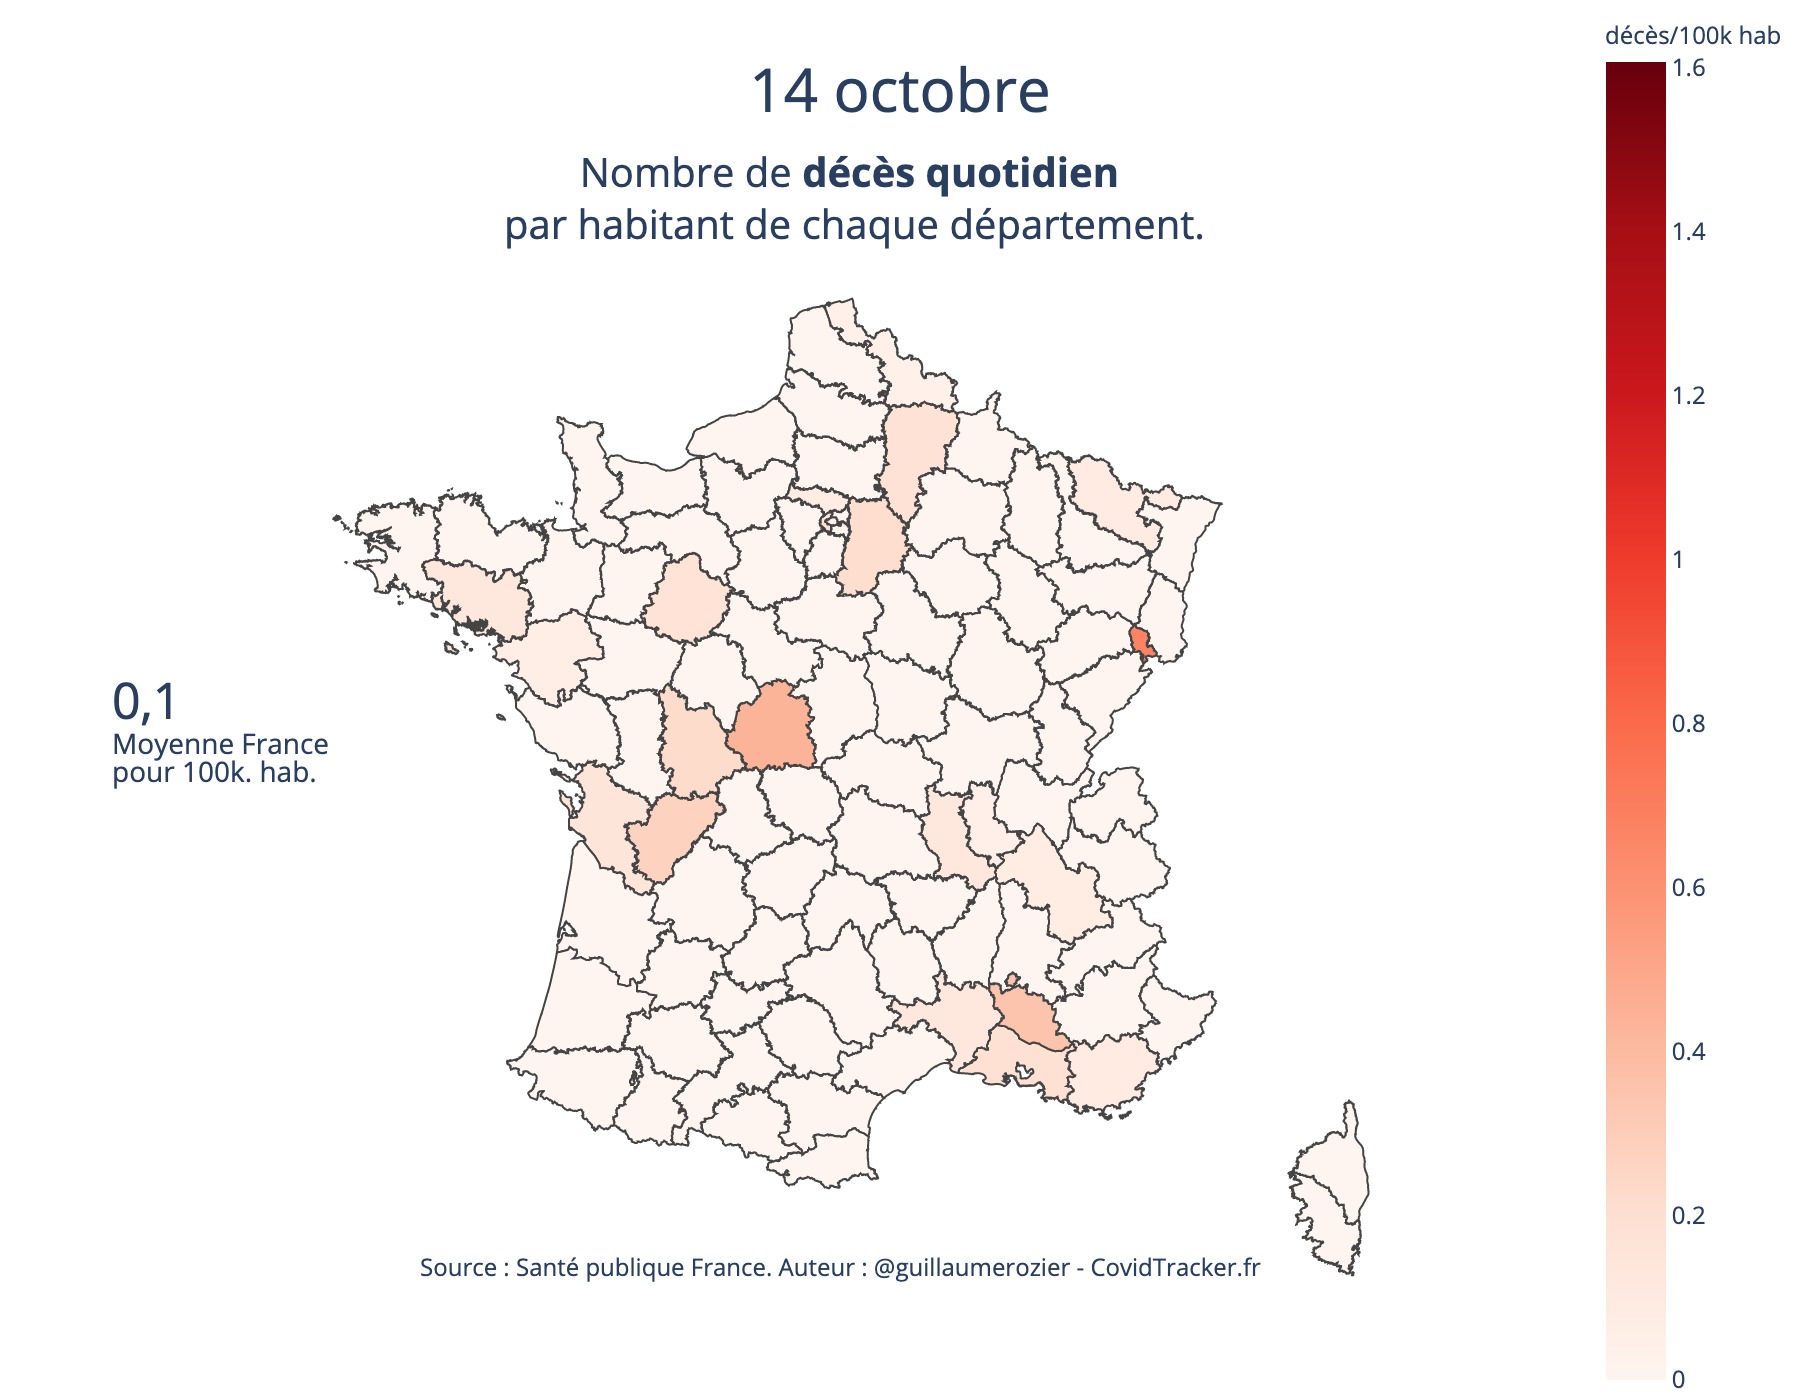 décès/100k hab
14 octobre
Nombre de décès quotidien
par habitant de chaque département.
1.6
1.4
1.2
1
0.8
0.6
0.4
0.2
0
0,1
Moyenne France
pour 100k. hab.
Source : Santé publique France. Auteur : @guillaumerozier - CovidTracker.fr